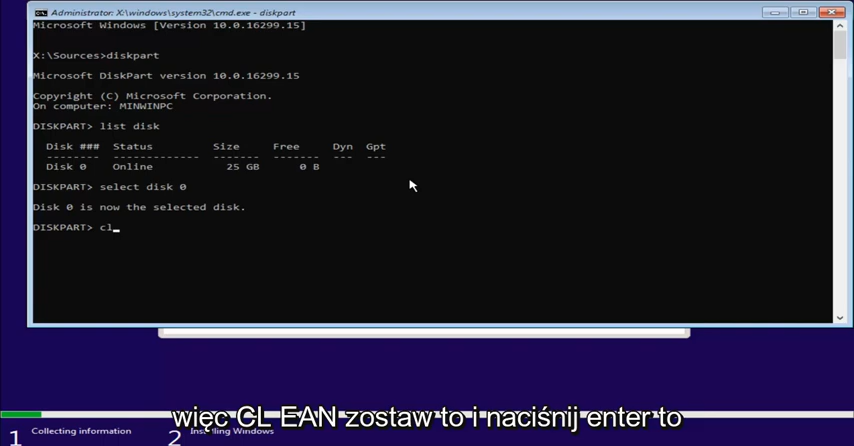 Administrator: X:\windows\system32\cmd.exe - diskpart
Microsoft Windows [Version 10.0.16299.15]
X:\Sources>diskpart
Microsoft DiskPart version 10.0.16299.15
Copyright (C) Microsoft Corporation.
On computer: MINWINPC
DISKPART> list disk
Disk ### Status Size Free Dyn Gpt
-------- ------------- ------- ------- --- ---
Disk 0 Online 25 GB 0 B
DISKPART> select disk 0
Disk 0 is now the selected disk.
DISKPART> cl_
więc CL EAN zostaw to i naciśnij enter to
1 Collecting information 2 Installing Windows